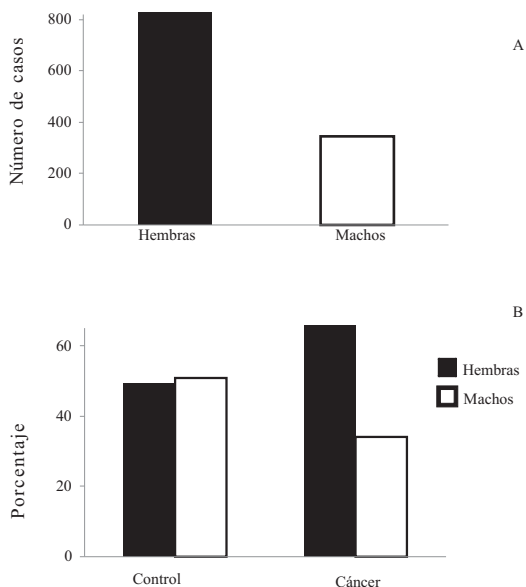 A
Número de casos
800
600
400
200
0
Hembras
Machos
B
Porcentaje
60
40
20
0
Hembras
Machos
Control
Cáncer